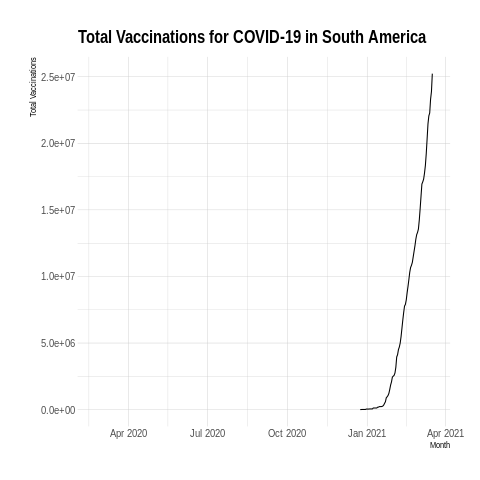 Total Vaccinations for COVID-19 in South America
Total Vaccinations
2.5e+07
2.0e+07
1.5e+07
1.0e+07
5.0e+06
0.0e+00
Apr 2020 Jul 2020 Oct 2020 Jan 2021 Apr 2021
Month